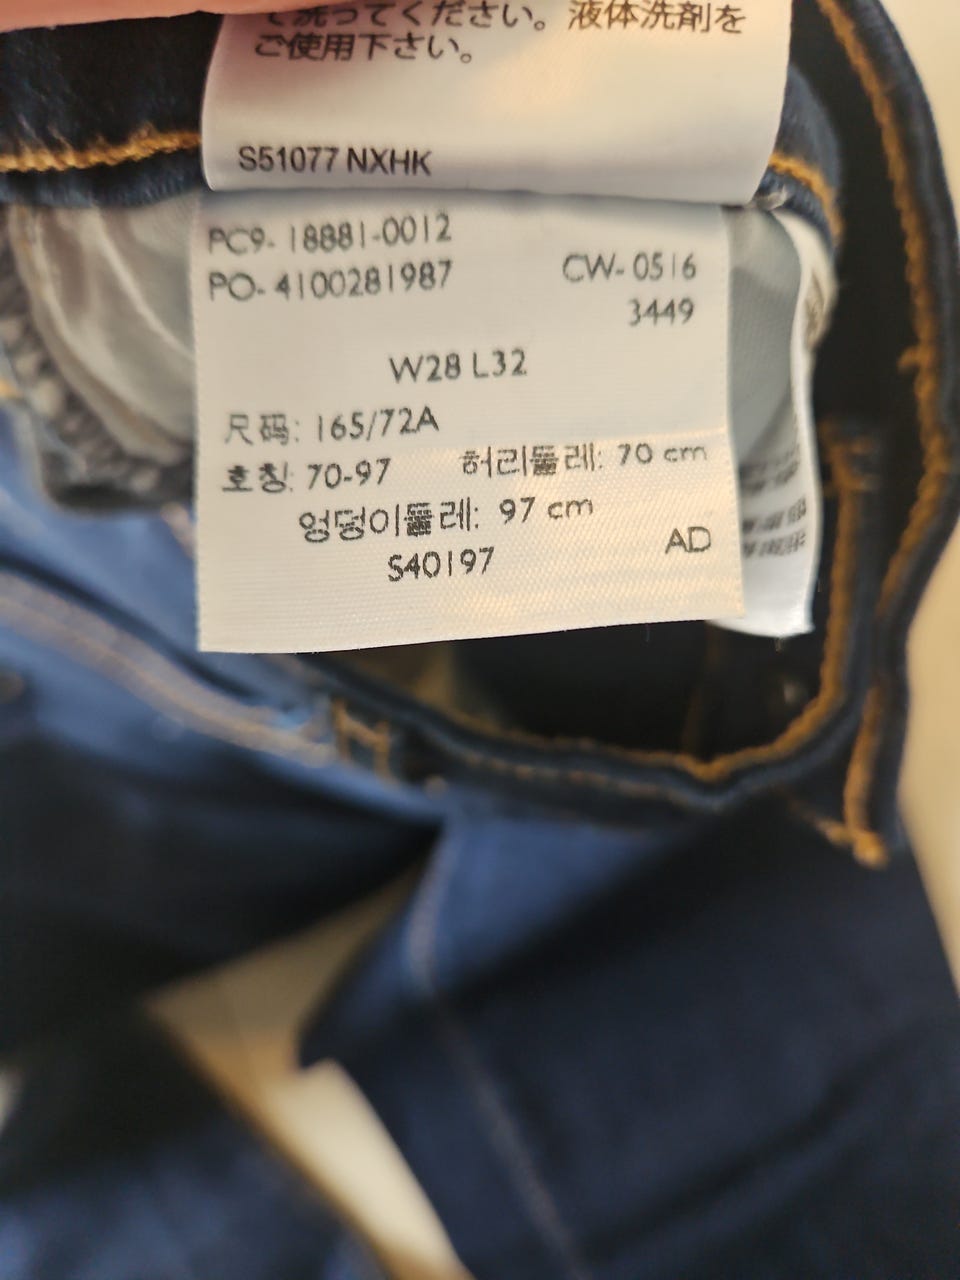 て洗ってください。液体洗剤を
ご使用下さい。
S51077 NXHK
PC9- 18881-0012
PO- 4100281987
CW- 0516
3449
W28 L32
尺码: 165/72A
호칭: 70-97 허리둘레: 70 cm
엉덩이둘레: 97 cm
S40197
AD